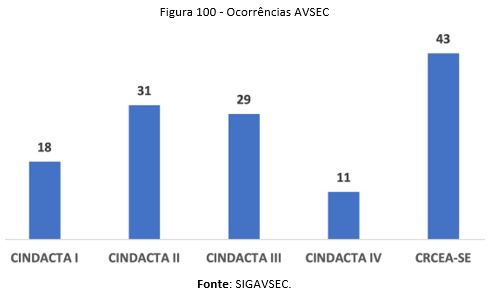 Figura 100 - Ocorrências AVSEC
43
31
29
18
11
CINDACTA I CINDACTA II CINDACTA III CINDACTA IV CRCEA-SE
Fonte: SIGAVSEC.